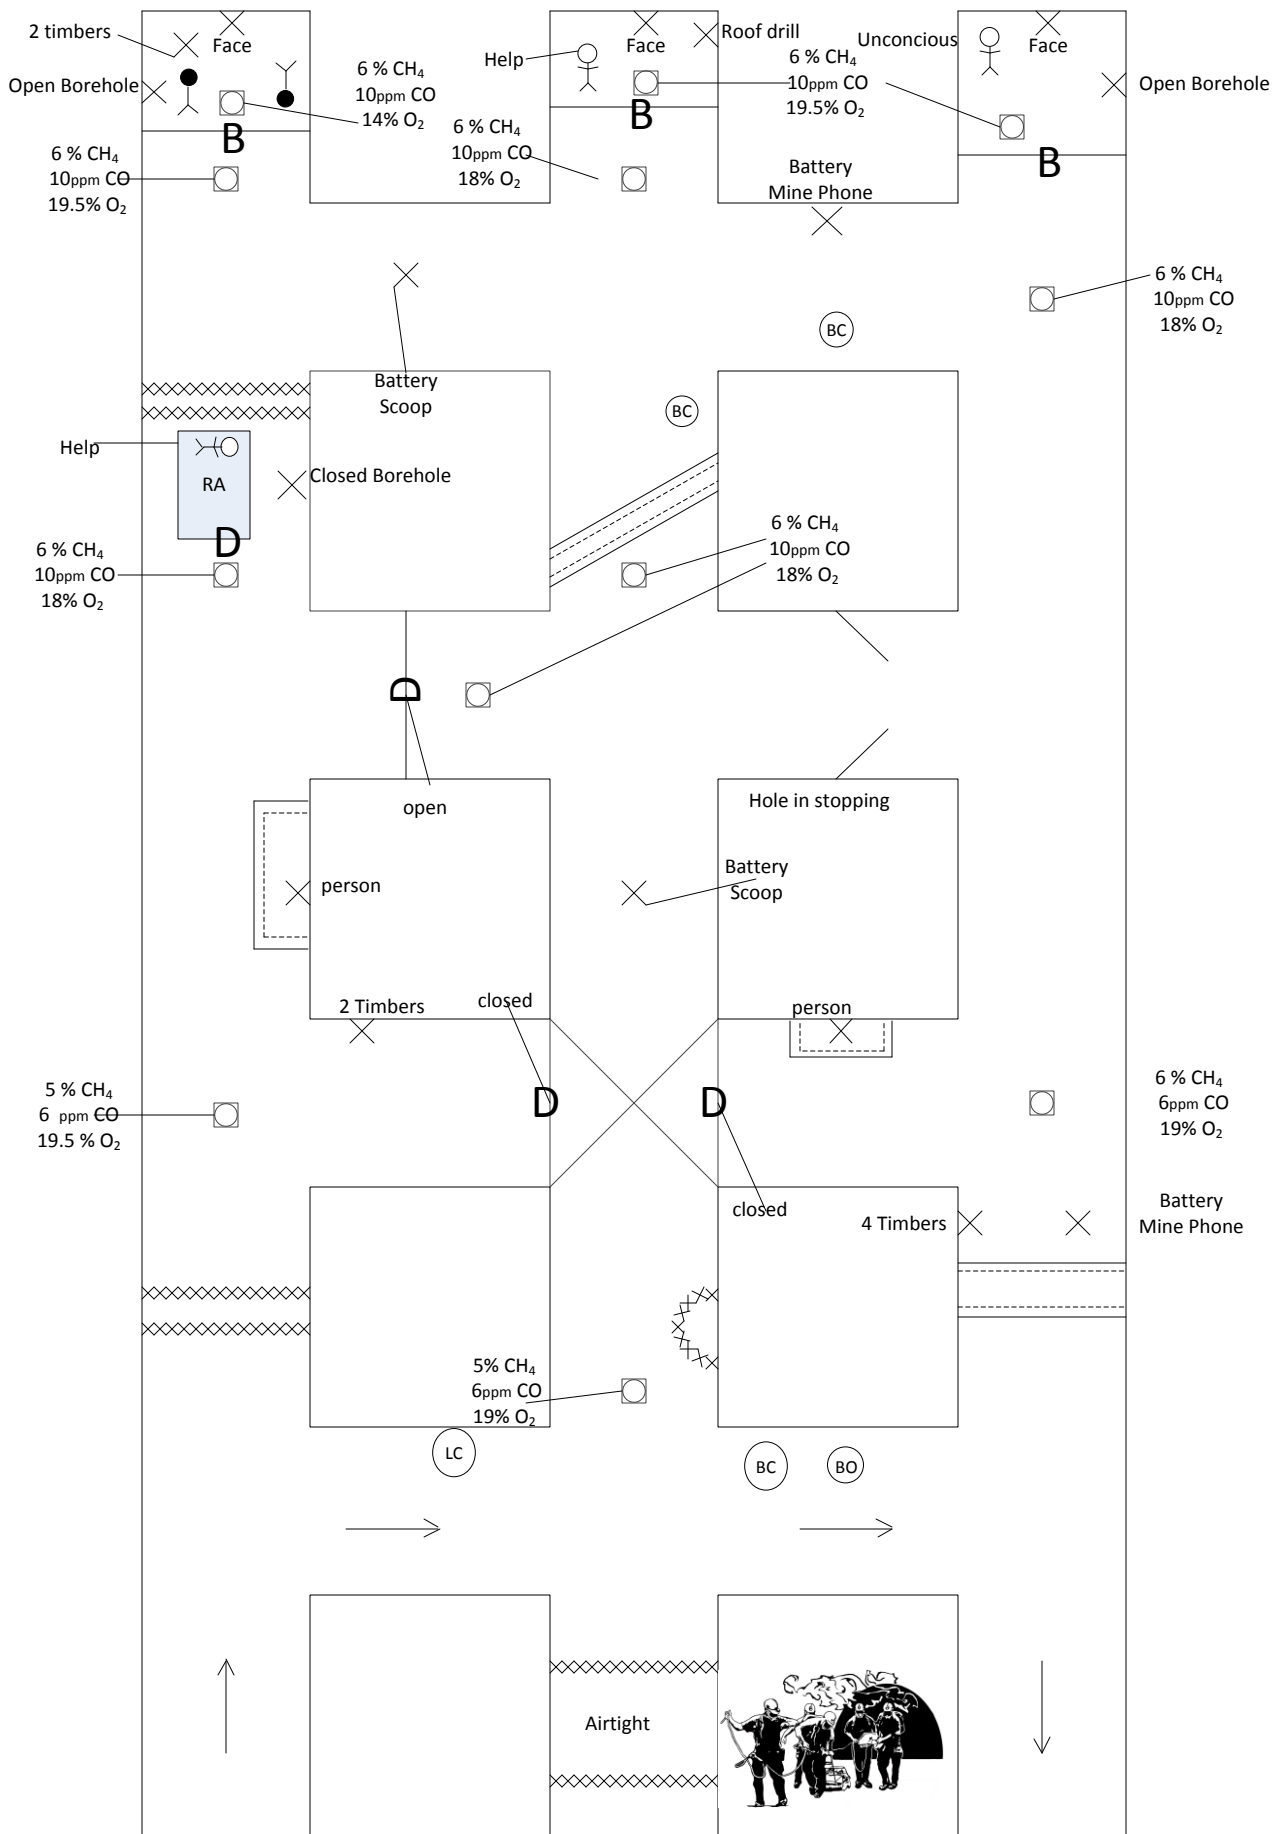 2 timbers
Face
Open Borehole
B
6 % CH₄
10ppm CO
14% O₂
6 % CH₄
10ppm CO
19.5% O₂
Help
Face
Roof drill
6 % CH₄
10ppm CO
19.5% O₂
B
6 % CH₄
10ppm CO
18% O₂
Unconcious
Face
Open Borehole
B
Battery
Mine Phone
6 % CH₄
10ppm CO
18% O₂
BC
Battery
Scoop
BC
Help
RA
Closed Borehole
D
6 % CH₄
10ppm CO
18% O₂
6 % CH₄
10ppm CO
18% O₂
D
open
Hole in stopping
person
Battery
Scoop
2 Timbers
closed
person
5 % CH₄
6 ppm CO
19.5 % O₂
D
D
6 % CH₄
6ppm CO
19% O₂
closed
4 Timbers
Battery
Mine Phone
5% CH₄
6ppm CO
19% O₂
LC
BC
BO
Airtight